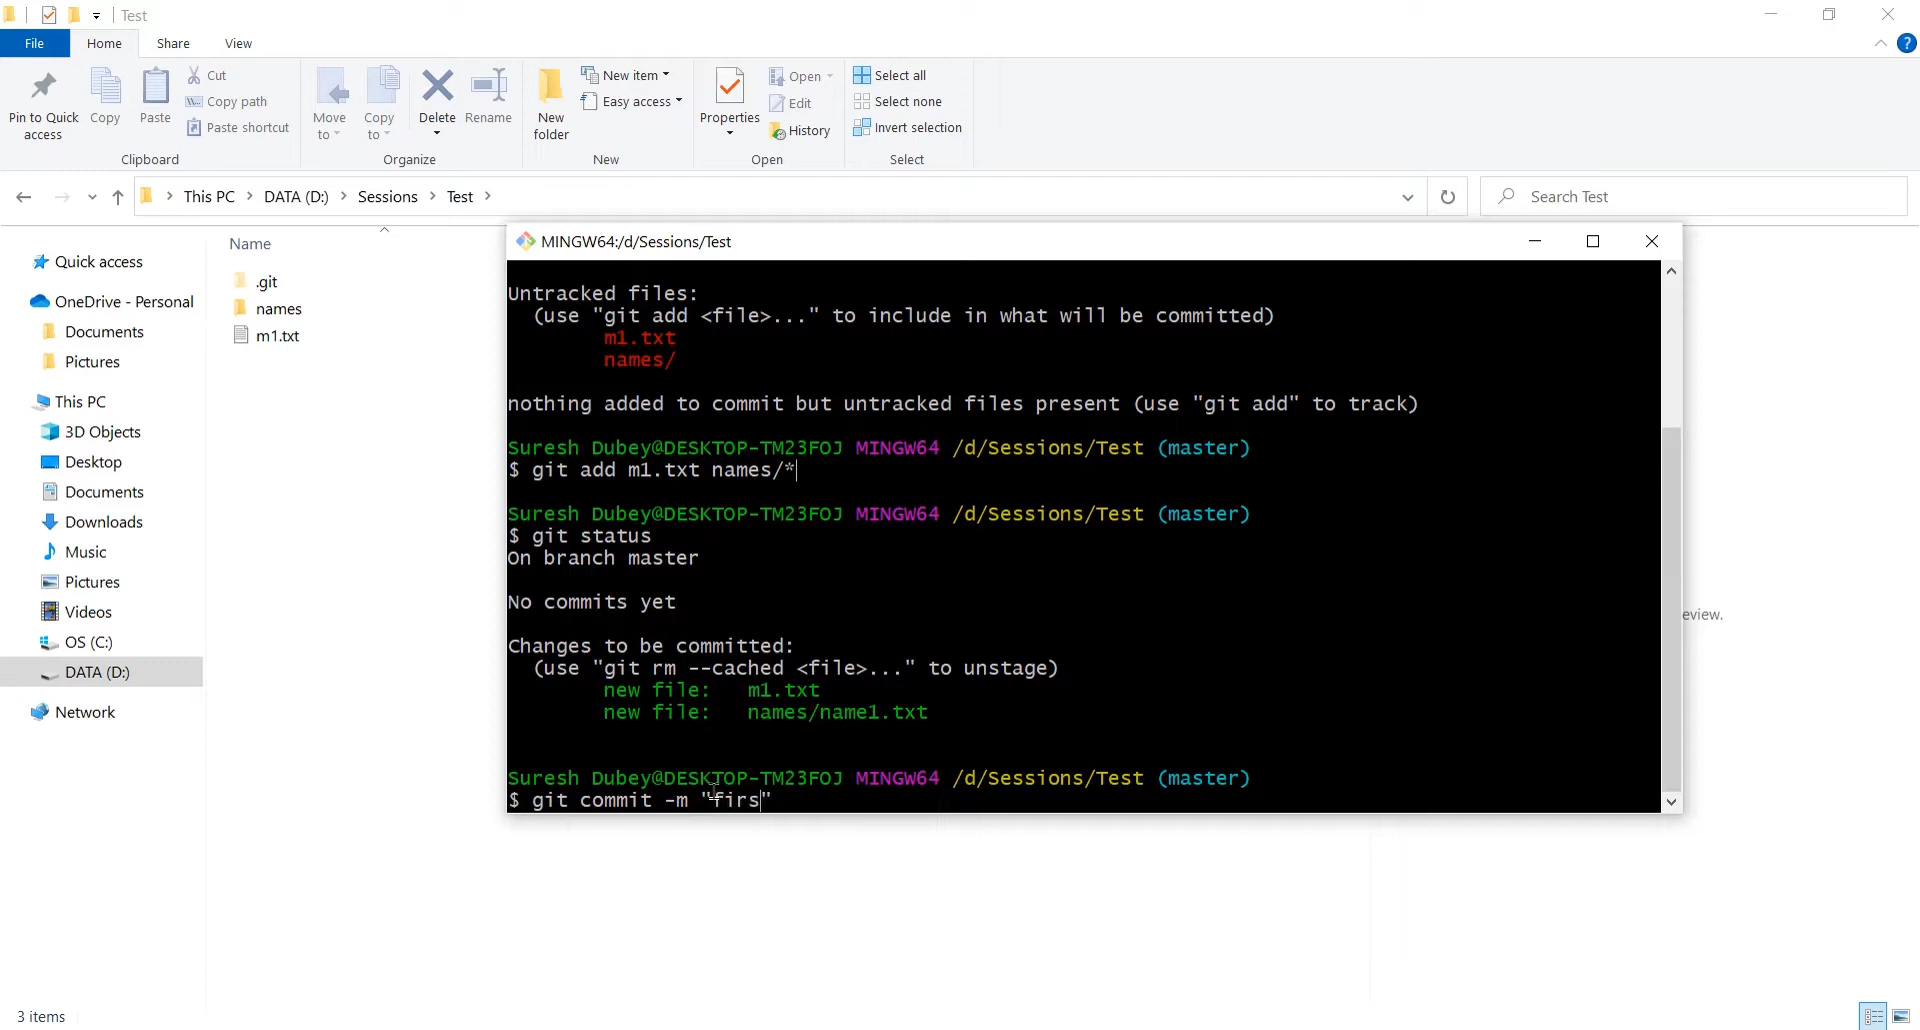 Test
File Home Share View
Pin to Quick access
Copy
Paste
Cut
Copy path
Paste shortcut
Clipboard
Move to
Copy to
Delete
Rename
Organize
New folder
New item
Easy access
New
Properties
Open
Edit
History
Open
Select all
Select none
Invert selection
Select
This PC > DATA (D:) > Sessions > Test >
Search Test
Name
.git
names
m1.txt
Quick access
OneDrive - Personal
Documents
Pictures
This PC
3D Objects
Desktop
Documents
Downloads
Music
Pictures
Videos
OS (C:)
DATA (D:)
Network
MINGW64:/d/Sessions/Test
Untracked files:
(use "git add <file>..." to include in what will be committed)
m1.txt
names/
nothing added to commit but untracked files present (use "git add" to track)
Suresh Dubey@DESKTOP-TM23FOJ MINGW64 /d/Sessions/Test (master)
$ git add m1.txt names/*
Suresh Dubey@DESKTOP-TM23FOJ MINGW64 /d/Sessions/Test (master)
$ git status
On branch master
No commits yet
Changes to be committed:
(use "git rm --cached <file>..." to unstage)
new file: m1.txt
new file: names/name1.txt
Suresh Dubey@DESKTOP-TM23FOJ MINGW64 /d/Sessions/Test (master)
$ git commit -m "firs"
eview.
3 items